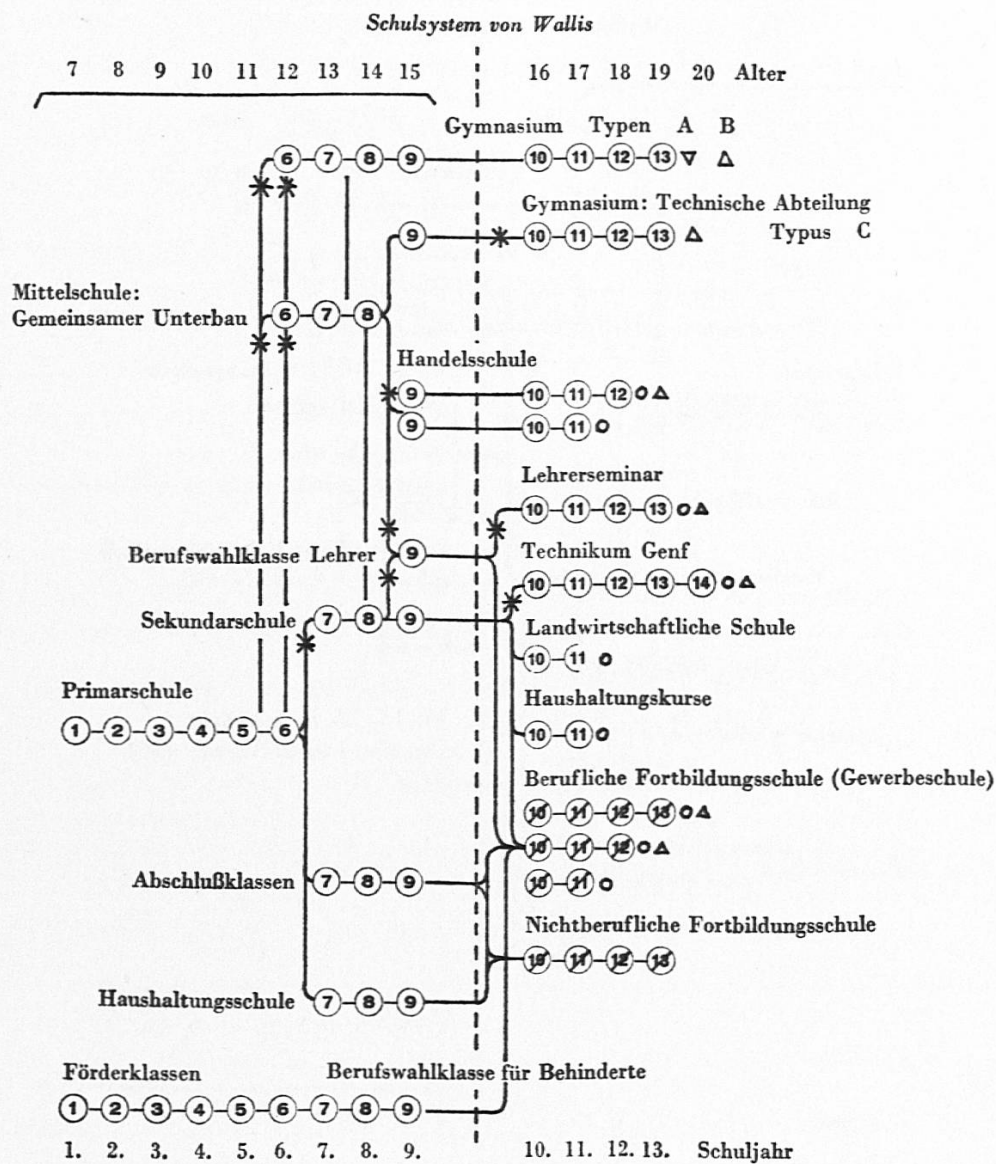 Schulsystem von Wallis
7 8 9 10 11 12 13 14 15 16 17 18 19 20 Alter
Gymnasium Typen A B
6 7 8 9 10 11 12 13
Gymnasium: Technische Abteilung
9 10 11 12 13 Typus C
Mittelschule:
Gemeinsamer Unterbau 6 7 8
Handelsschule
9 10 11 12
9 10 11
Lehrerseminar
10 11 12 13
Berufswahlklasse Lehrer 9
Technikum Genf
10 11 12 13 14
Sekundarschule 7 8 9
Landwirtschaftliche Schule
10 11
Primarschule
Haushaltungskurse
1 2 3 4 5 6 10 11
Berufliche Fortbildungsschule (Gewerbeschule)
10 11 12 13
10 11 12
Abschlußklassen 7 8 9 10 11
Nichtberufliche Fortbildungsschule
10 11 12 13
Haushaltungsschule 7 8 9
Förderklassen Berufswahlklasse für Behinderte
1 2 3 4 5 6 7 8 9
1. 2. 3. 4. 5. 6. 7. 8. 9. 10. 11. 12. 13. Schuljahr